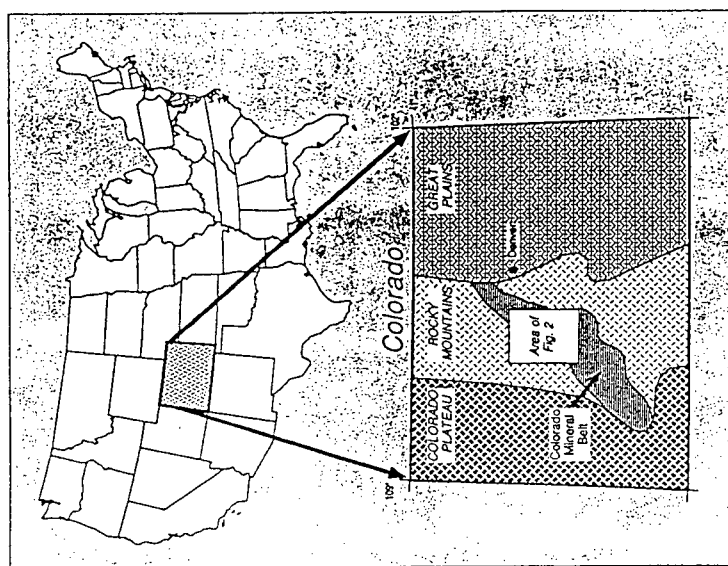 Colorado
109°
COLORADO
PLATEAU
ROCKY
MOUNTAINS
GREAT
PLAINS
Denver
Area of
Fig. 2
Colorado
Mineral
Belt